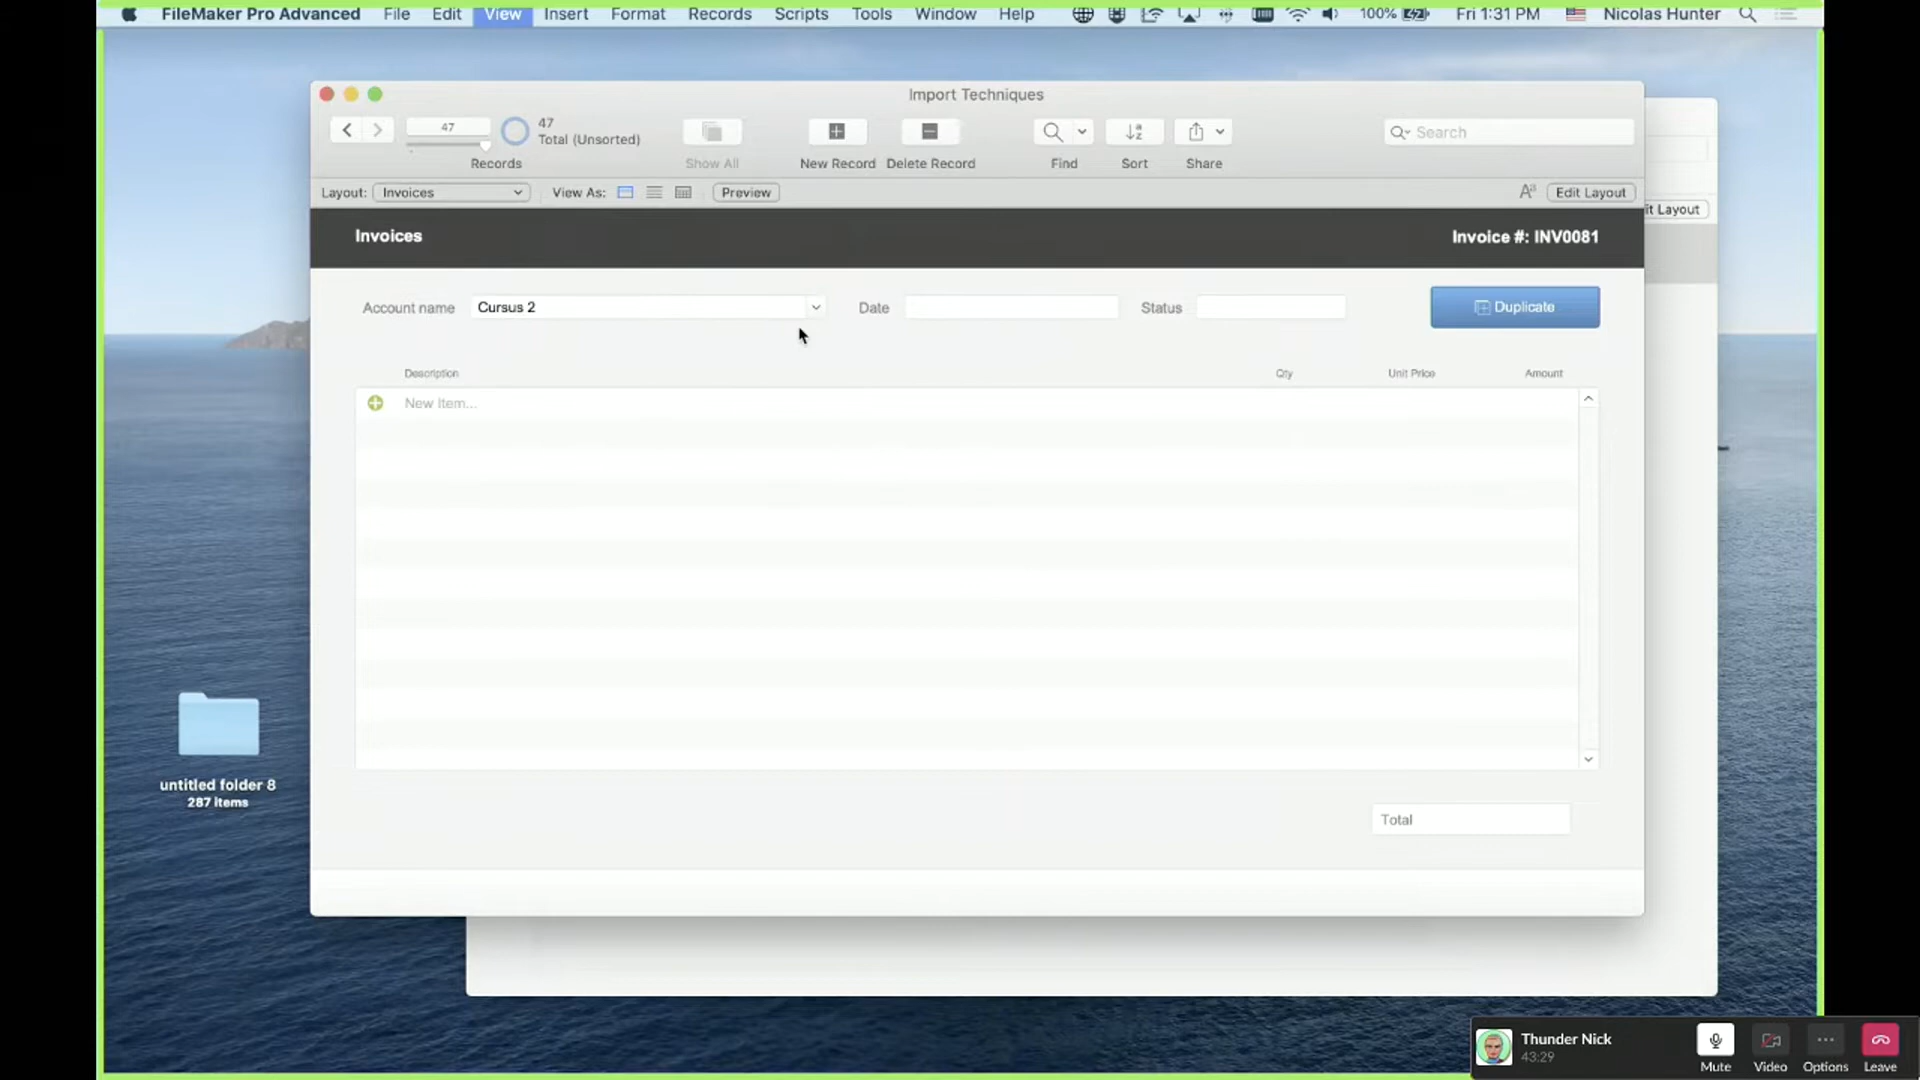 FileMaker Pro Advanced File Edit View Insert Format Records Scripts Tools Window Help 100% Fri 1:31 PM Nicolas Hunter
Import Techniques
47 47 Total (Unsorted)
Records Show All New Record Delete Record Find Sort Share Search
Layout: Invoices View As: Preview Edit Layout
it Layout
Invoices Invoice #: INV0081
Account name Cursus 2 Date Status Duplicate
Description Qty Unit Price Amount
New Item...
untitled folder 8
287 items
Total
Thunder Nick
43:29
Mute Video Options Leave